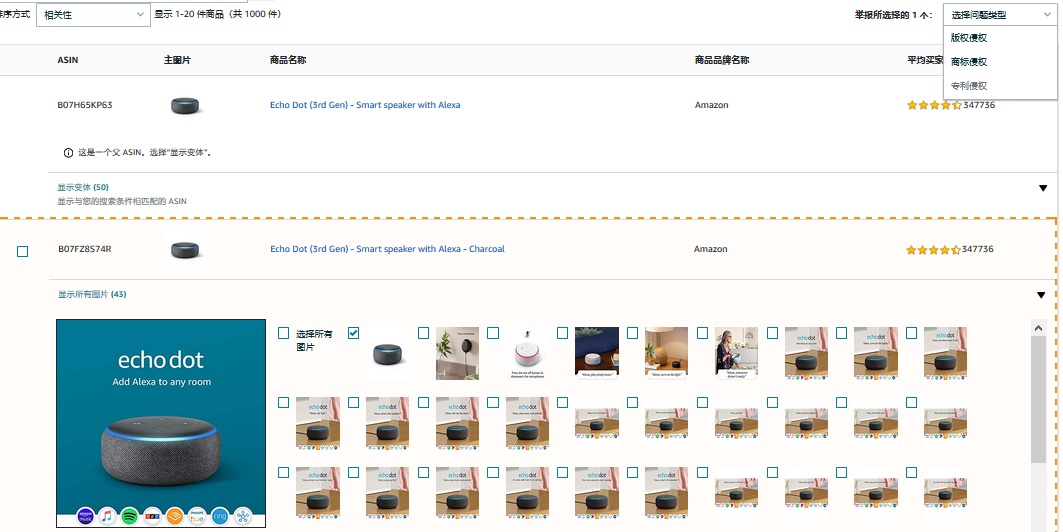 序方式
相关性
显示 1-20 件商品（共 1000 件）
举报所选择的 1 个：
选择问题类型
版权侵权
商标侵权
专利侵权
ASIN
主图片
商品名称
商品品牌名称
平均买家
B07H65KP63
Echo Dot (3rd Gen) - Smart speaker with Alexa
Amazon
347736
这是一个父 ASIN。选择"显示变体"。
显示变体 (50)
显示与您的搜索条件相匹配的 ASIN
B07FZ8S74R
Echo Dot (3rd Gen) - Smart speaker with Alexa - Charcoal
Amazon
347736
显示所有图片 (43)
echo dot
Add Alexa to any room
选择所有
图片